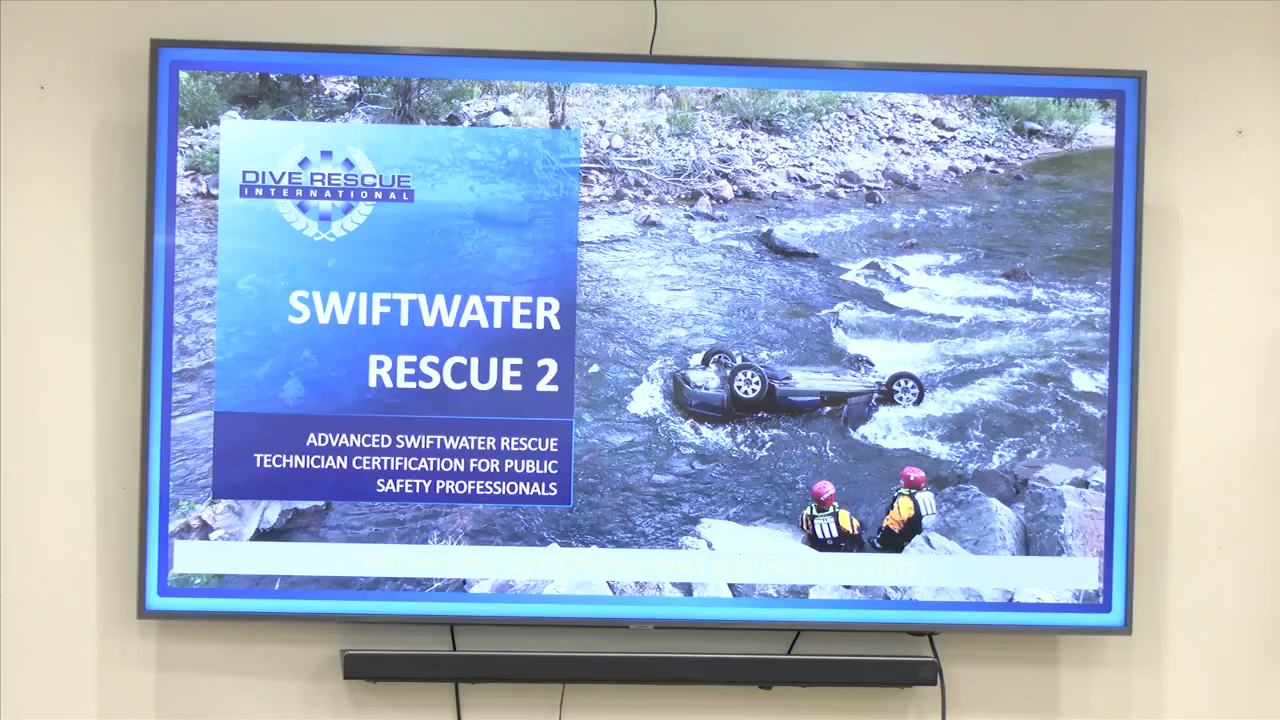 DIVE RESCUE
INTERNATIONAL
SWIFTWATER
RESCUE 2
ADVANCED SWIFTWATER RESCUE
TECHNICIAN CERTIFICATION FOR PUBLIC
SAFETY PROFESSIONALS